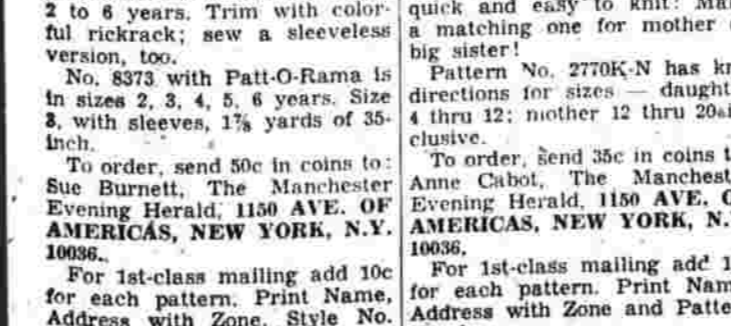 2 to 6 years. Trim with color-
ful rickrack; sew a sleeveless
version, too.
No. 8373 with Patt-O-Rama is
in sizes 2, 3, 4, 5, 6 years. Size
3, with sleeves, 1⅞ yards of 35-
inch.
To order, send 50c in coins to:
Sue Burnett, The Manchester
Evening Herald, 1150 AVE. OF
AMERICAS, NEW YORK, N.Y.
10036.
For 1st-class mailing add 10c
for each pattern. Print Name,
Address with Zone, Style No.
quick and easy to knit! 
a matching one for mother
big sister!
Pattern No. 2770K-N has
directions for sizes —
4 thru 12; mother 12 thru 20
clusive.
To order, send 35c in coins
Anne Cabot, The
Evening Herald, 1150 AVE.
AMERICAS, NEW YORK,
10036.
For 1st-class mailing add
for each pattern. Print
Address with Zone and